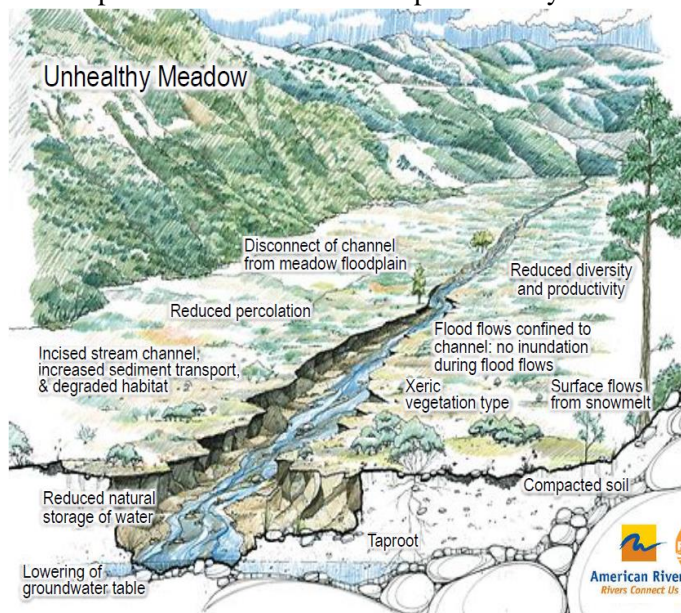 Unhealthy Meadow
Disconnect of channel
from meadow floodplain
Reduced diversity
and productivity
Reduced percolation
Flood flows confined to
channel: no inundation
during flood flows
Incised stream channel,
increased sediment transport,
& degraded habitat
Xeric
vegetation type
Surface flows
from snowmelt
Compacted soil
Reduced natural
storage of water
Taproot
Lowering of
groundwater table
American River
Rivers Connect Us